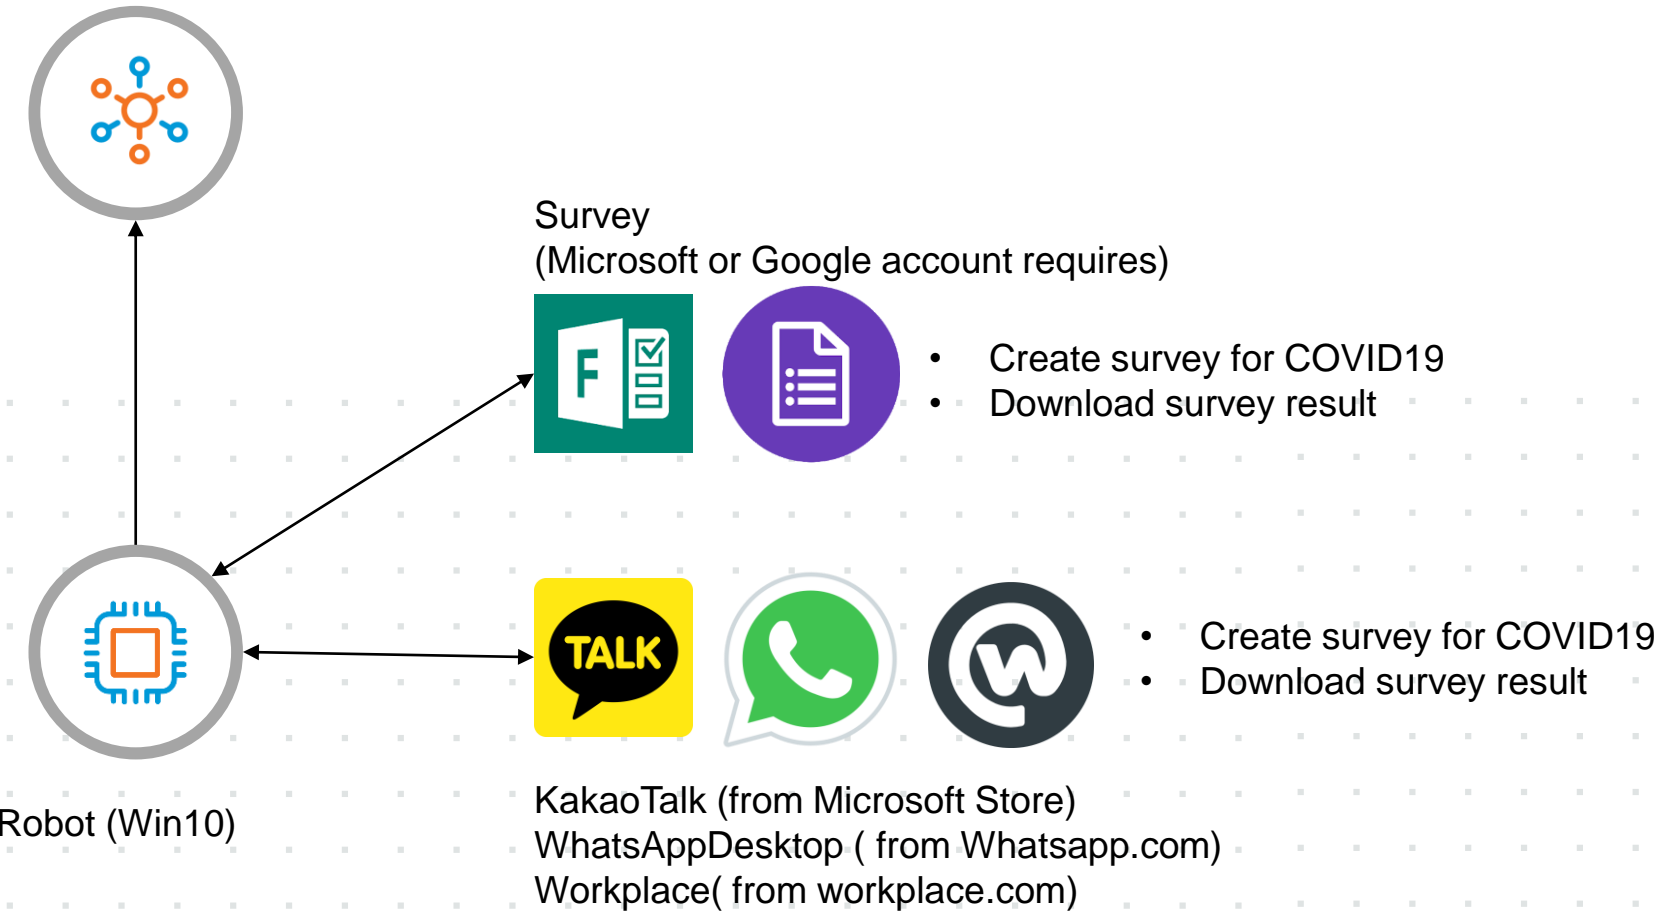 Survey
(Microsoft or Google account requires)
F
• Create survey for COVID19
• Download survey result
TALK
W
• Create survey for COVID19
• Download survey result
Robot (Win10)
KakaoTalk (from Microsoft Store)
WhatsAppDesktop ( from Whatsapp.com)
Workplace( from workplace.com)